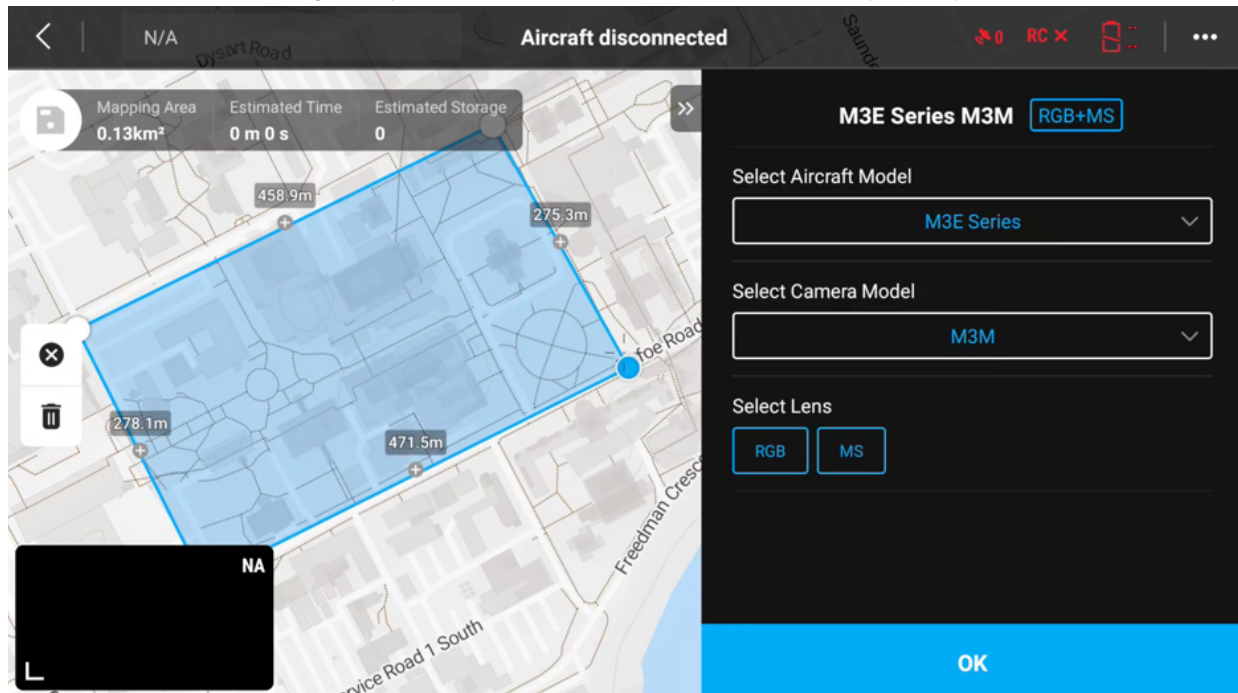 N/A
Aircraft disconnected
0 RC
Dysart Road
Mapping Area Estimated Time Estimated Storage
0.13km² 0 m 0 s 0
458.9m
275.3m
foe Road
278.1m
471.5m
Freedman Cresc
NA
rvice Road 1 South
M3E Series M3M RGB+MS
Select Aircraft Model
M3E Series
Select Camera Model
M3M
Select Lens
RGB MS
OK